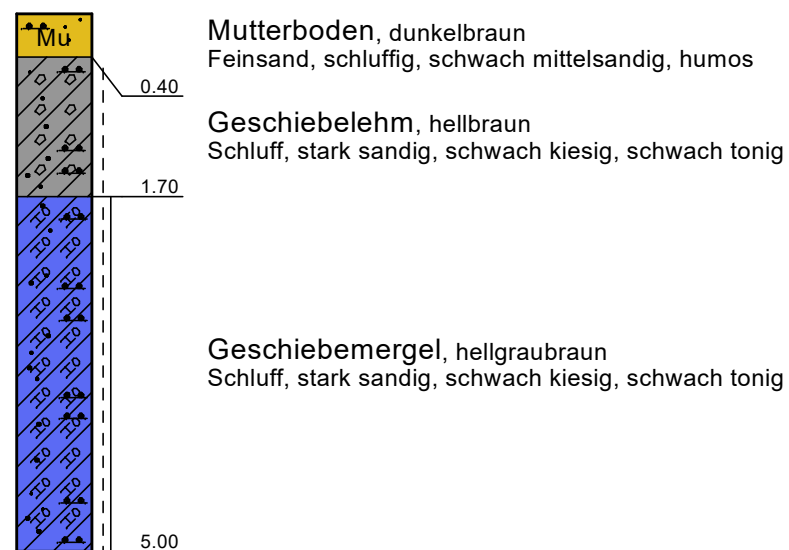 Mu
Mutterboden, dunkelbraun
Feinsand, schluffig, schwach mittelsandig, humos
0.40
Geschiebelehm, hellbraun
Schluff, stark sandig, schwach kiesig, schwach tonig
1.70
Geschiebemergel, hellgraubraun
Schluff, stark sandig, schwach kiesig, schwach tonig
5.00